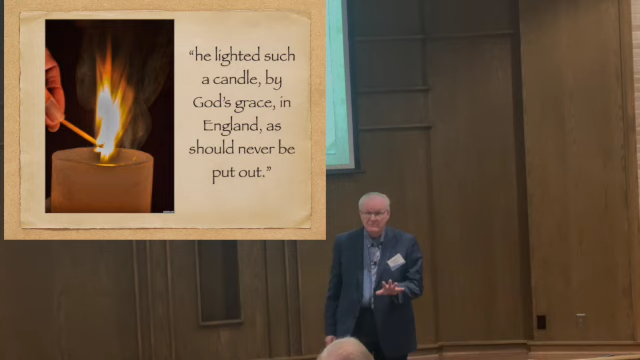 “he lighted such
a candle, by
God's grace, in
England, as
should never be
put out.”